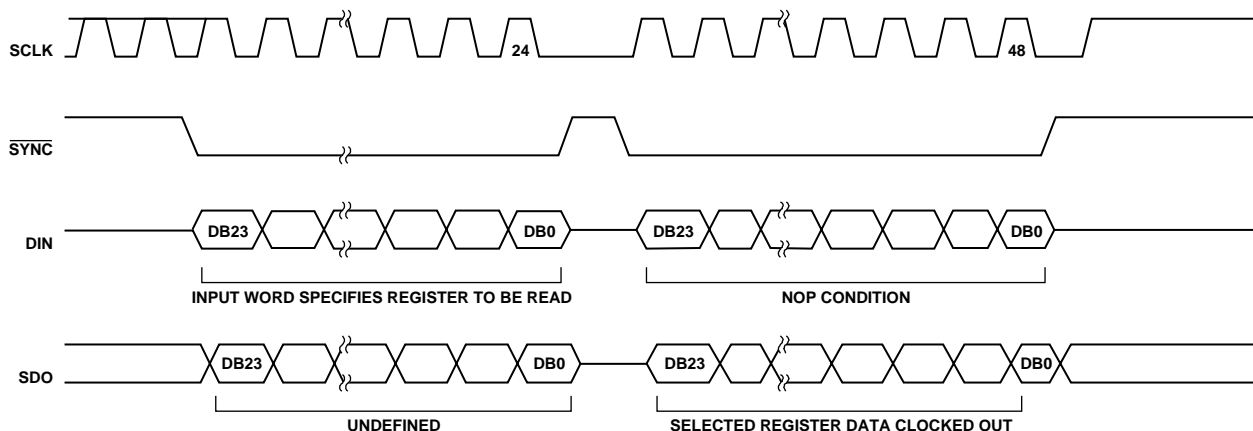 SCLK
24
48
SYNC
DIN
DB23
DB0
DB23
DB0
INPUT WORD SPECIFIES REGISTER TO BE READ
NOP CONDITION
SDO
DB23
DB0
DB23
DB0
UNDEFINED
SELECTED REGISTER DATA CLOCKED OUT